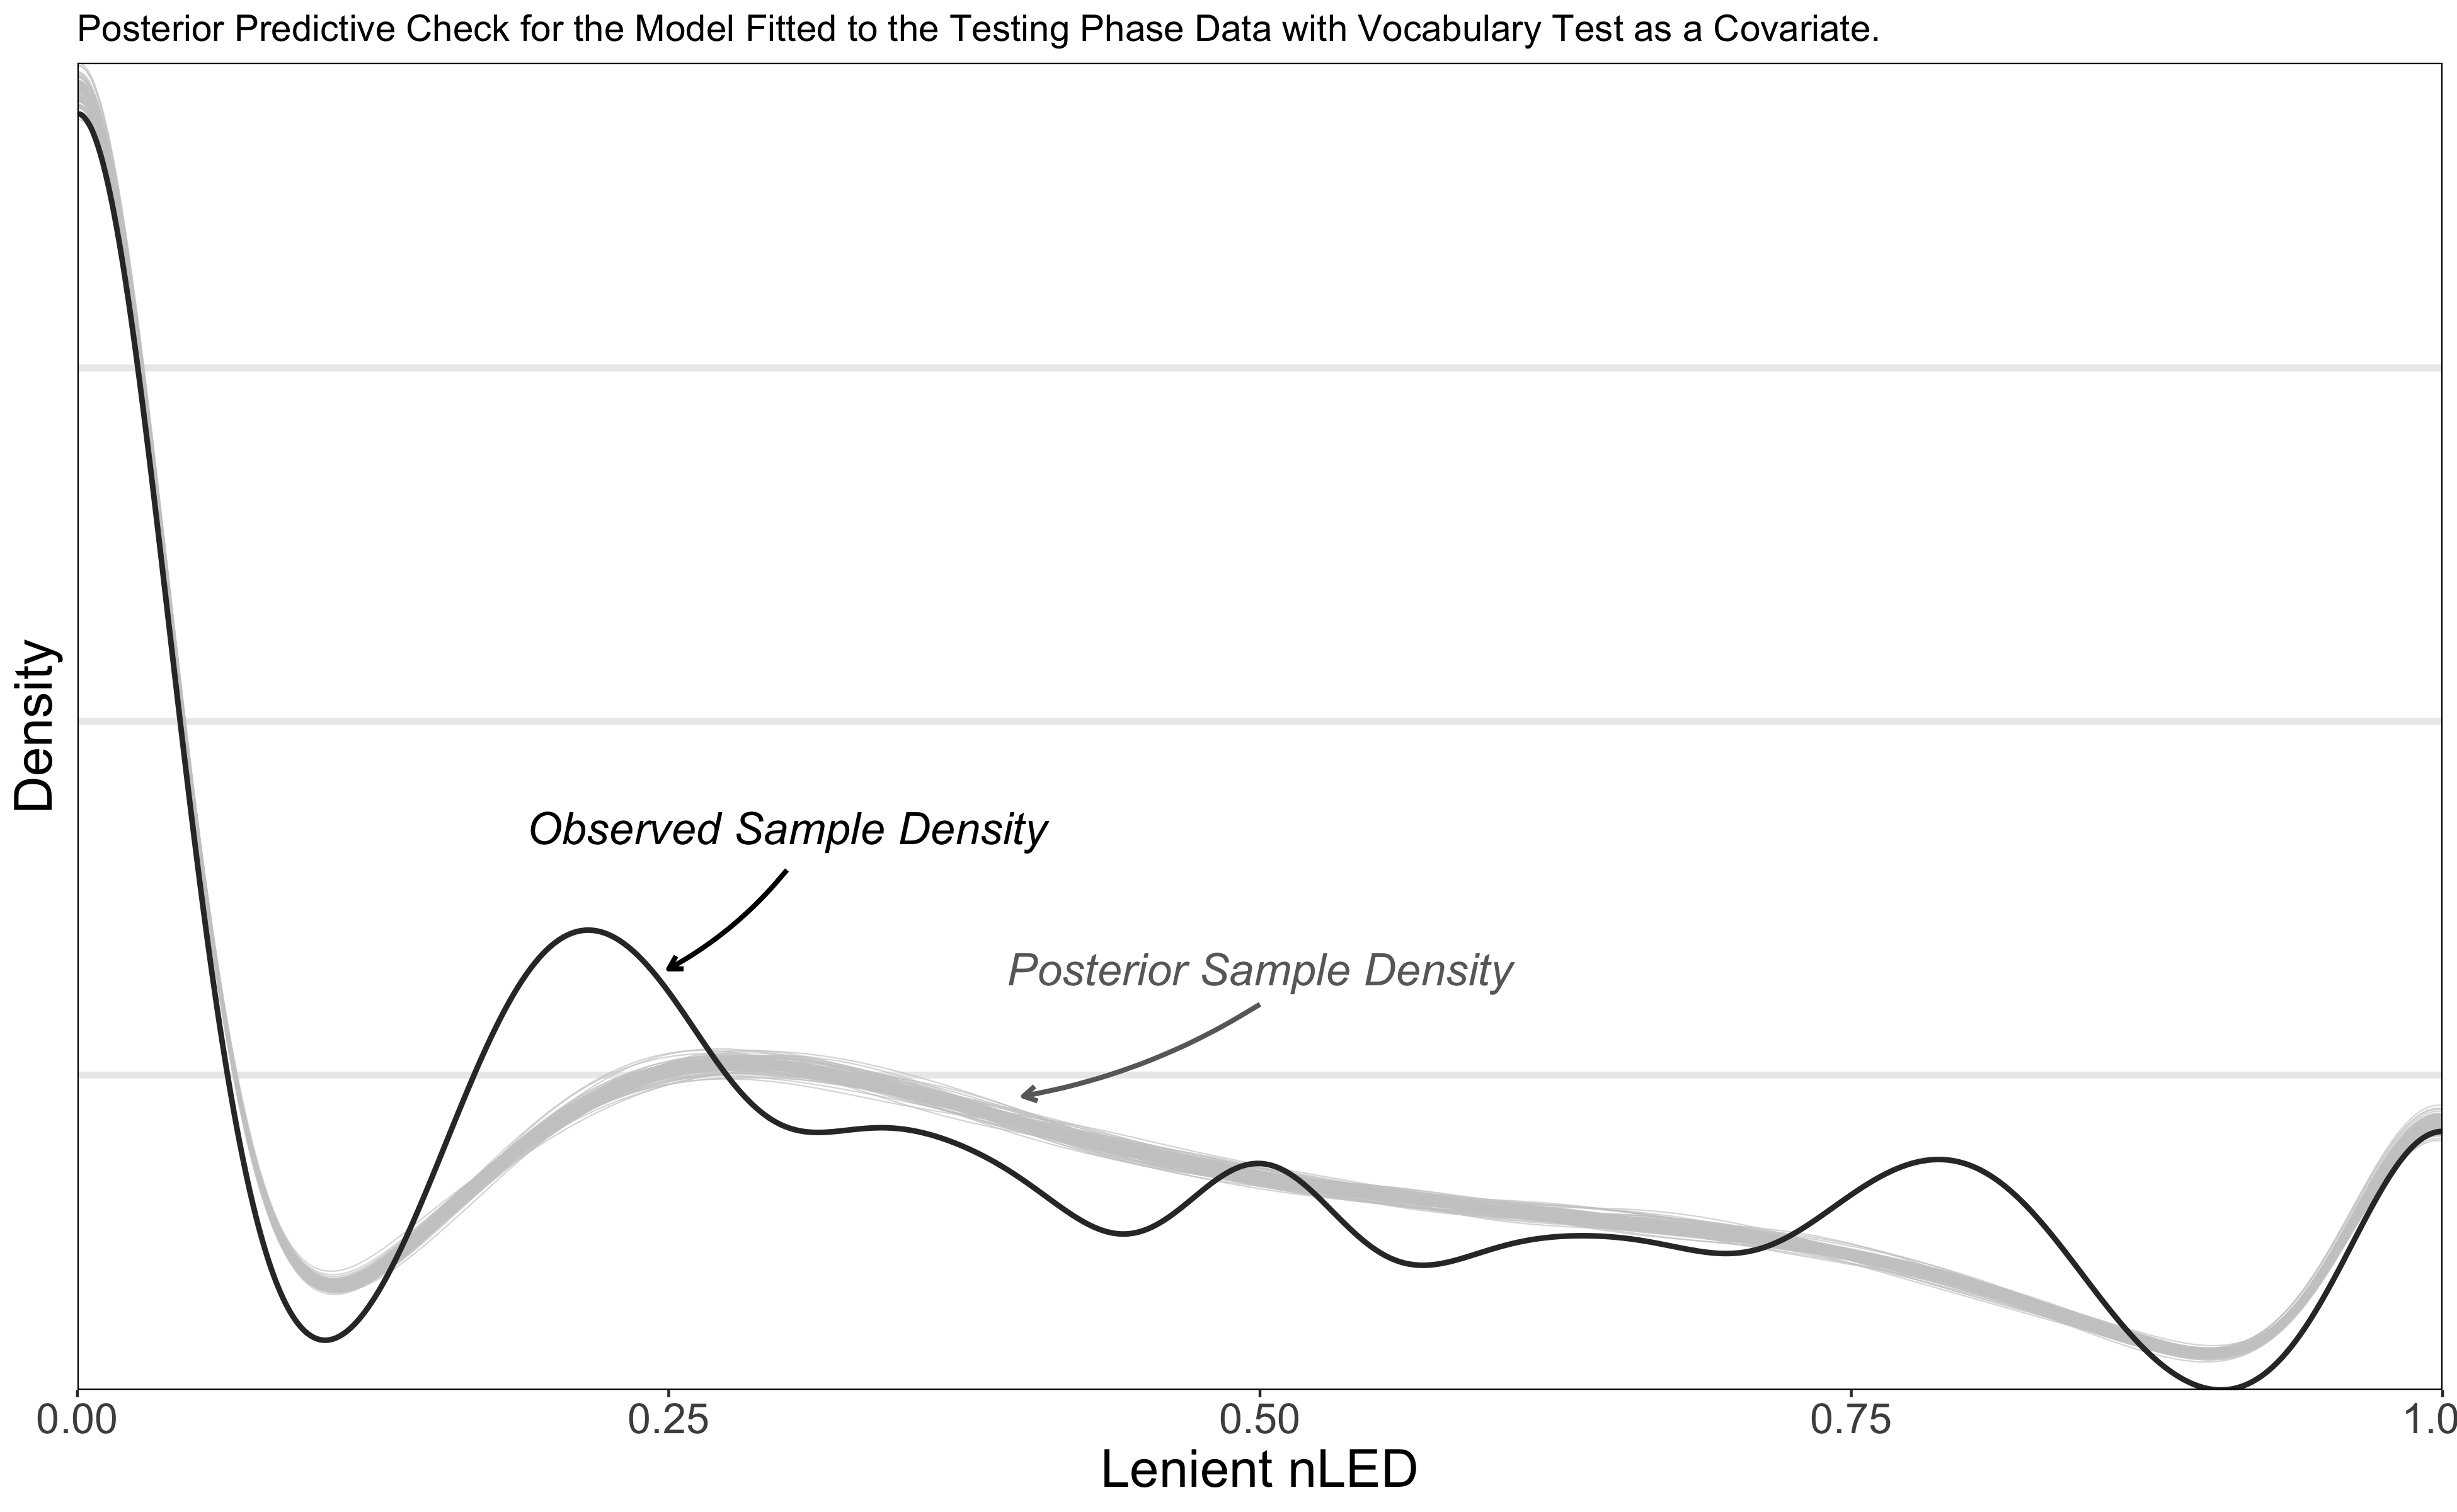 Posterior Predictive Check for the Model Fitted to the Testing Phase Data with Vocabulary Test as a Covariate.
Density
Observed Sample Density
Posterior Sample Density
0.00
0.25
0.50
0.75
1.0
Lenient nLED